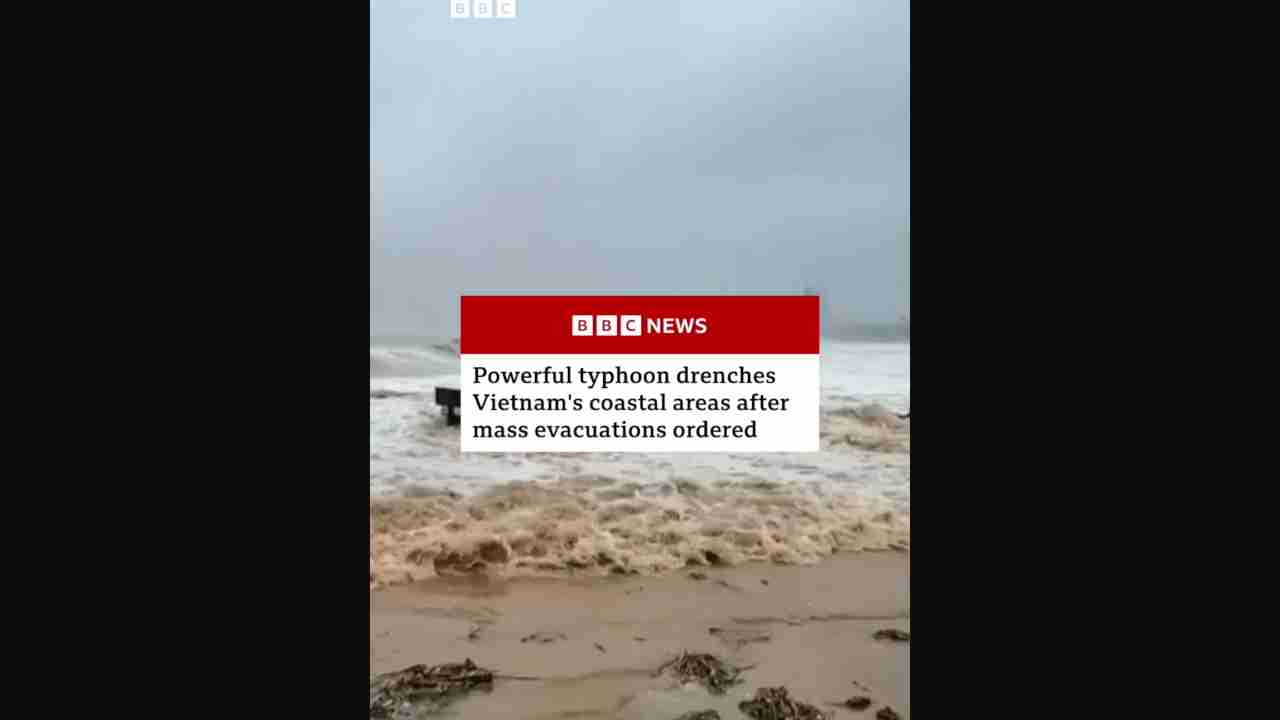 BBC
BBC NEWS
Powerful typhoon drenches
Vietnam's coastal areas after
mass evacuations ordered